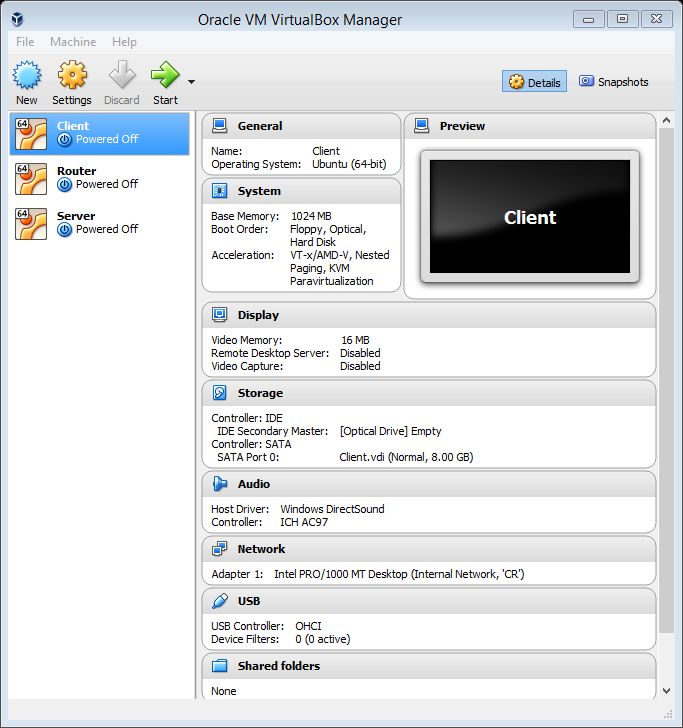 Oracle VM VirtualBox Manager
File Machine Help
New Settings Discard Start Details Snapshots
64 Client
Powered Off
64 Router
Powered Off
64 Server
Powered Off
General
Name: Client
Operating System: Ubuntu (64-bit)
System
Base Memory: 1024 MB
Boot Order: Floppy, Optical,
Hard Disk
Acceleration: VT-x/AMD-V, Nested
Paging, KVM
Paravirtualization
Preview
Client
Display
Video Memory: 16 MB
Remote Desktop Server: Disabled
Video Capture: Disabled
Storage
Controller: IDE
IDE Secondary Master: [Optical Drive] Empty
Controller: SATA
SATA Port 0: Client.vdi (Normal, 8.00 GB)
Audio
Host Driver: Windows DirectSound
Controller: ICH AC97
Network
Adapter 1: Intel PRO/1000 MT Desktop (Internal Network, 'CR')
USB
USB Controller: OHCI
Device Filters: 0 (0 active)
Shared folders
None